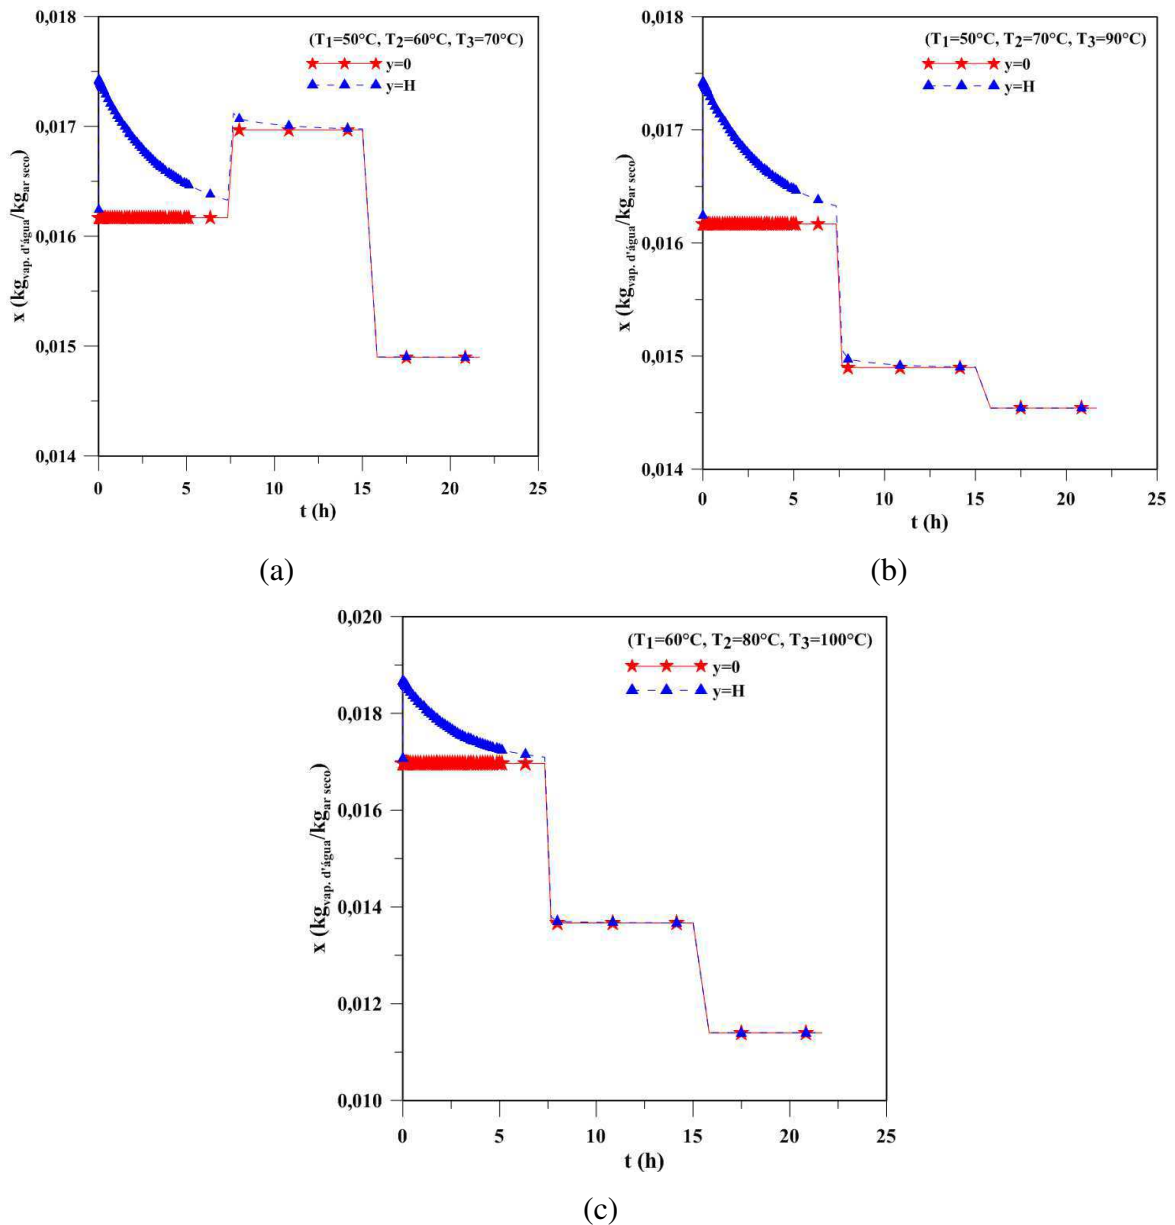 (T1=50°C, T2=60°C, T3=70°C)
y=0
y=H
x (kgvap. d'água/kgar seco)
0,018
0,017
0,016
0,015
0,014
0 5 10 15 20 25
t (h)
(a)
(T1=50°C, T2=70°C, T3=90°C)
y=0
y=H
x (kgvap. d'água/kgar seco)
0,018
0,017
0,016
0,015
0,014
0 5 10 15 20 25
t (h)
(b)
(T1=60°C, T2=80°C, T3=100°C)
y=0
y=H
x (kgvap. d'água/kgar seco)
0,020
0,018
0,016
0,014
0,012
0,010
0 5 10 15 20 25
t (h)
(c)